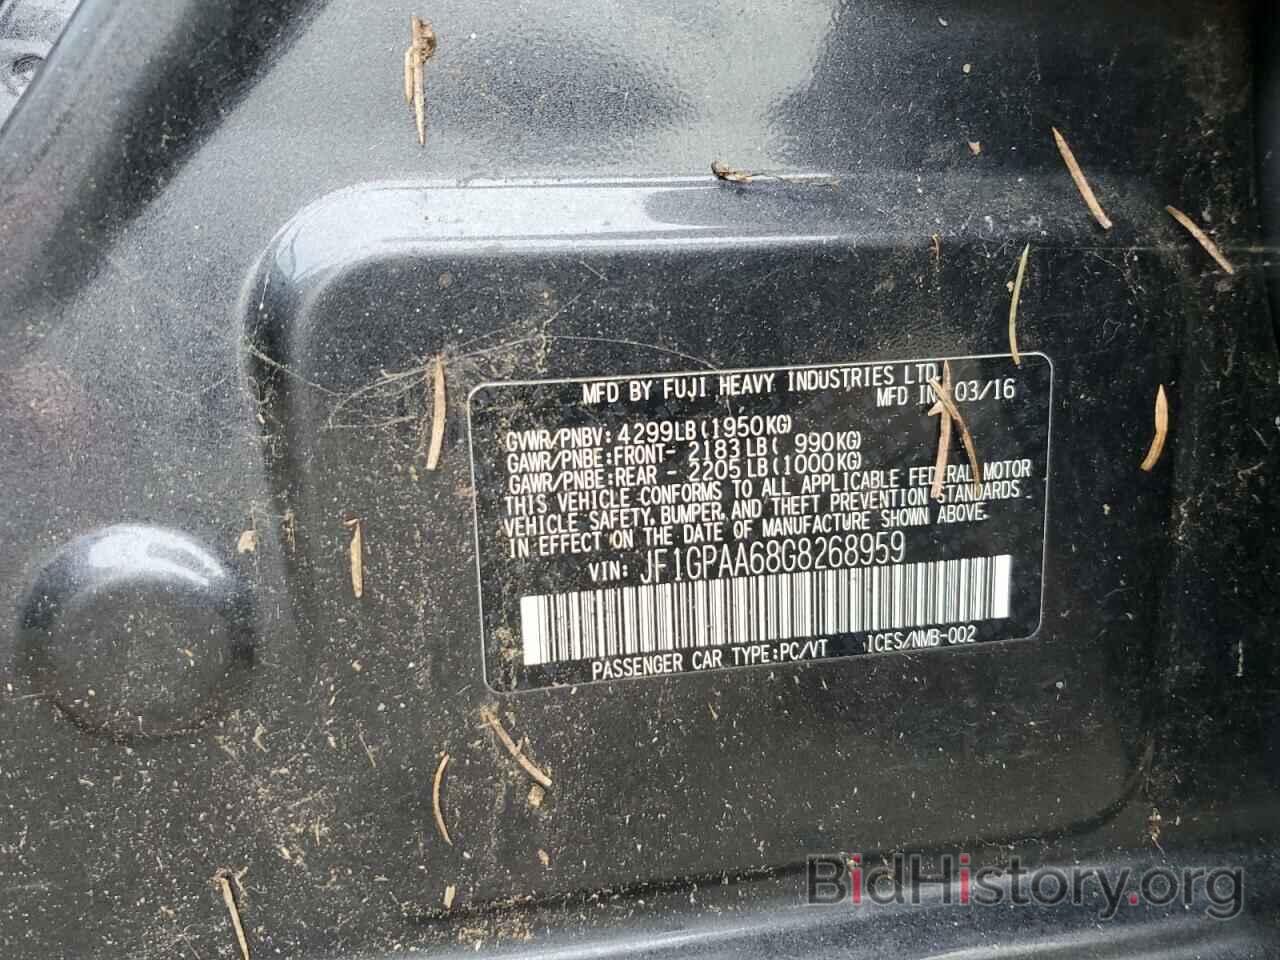 MFD BY FUJI HEAVY INDUSTRIES LTD.
MFD IN 03/16
GVWR/PNBV: 4299LB(1950KG)
GAWR/PNBE:FRONT- 2183LB( 990KG)
GAWR/PNBE:REAR - 2205LB(1000KG)
THIS VEHICLE CONFORMS TO ALL APPLICABLE FEDERAL MOTOR
VEHICLE SAFETY, BUMPER, AND THEFT PREVENTION STANDARDS
IN EFFECT ON THE DATE OF MANUFACTURE SHOWN ABOVE.
VIN: JF1GPAA68G8268959
PASSENGER CAR TYPE:PC/VT ICES/NMB-002
BidHistory.org